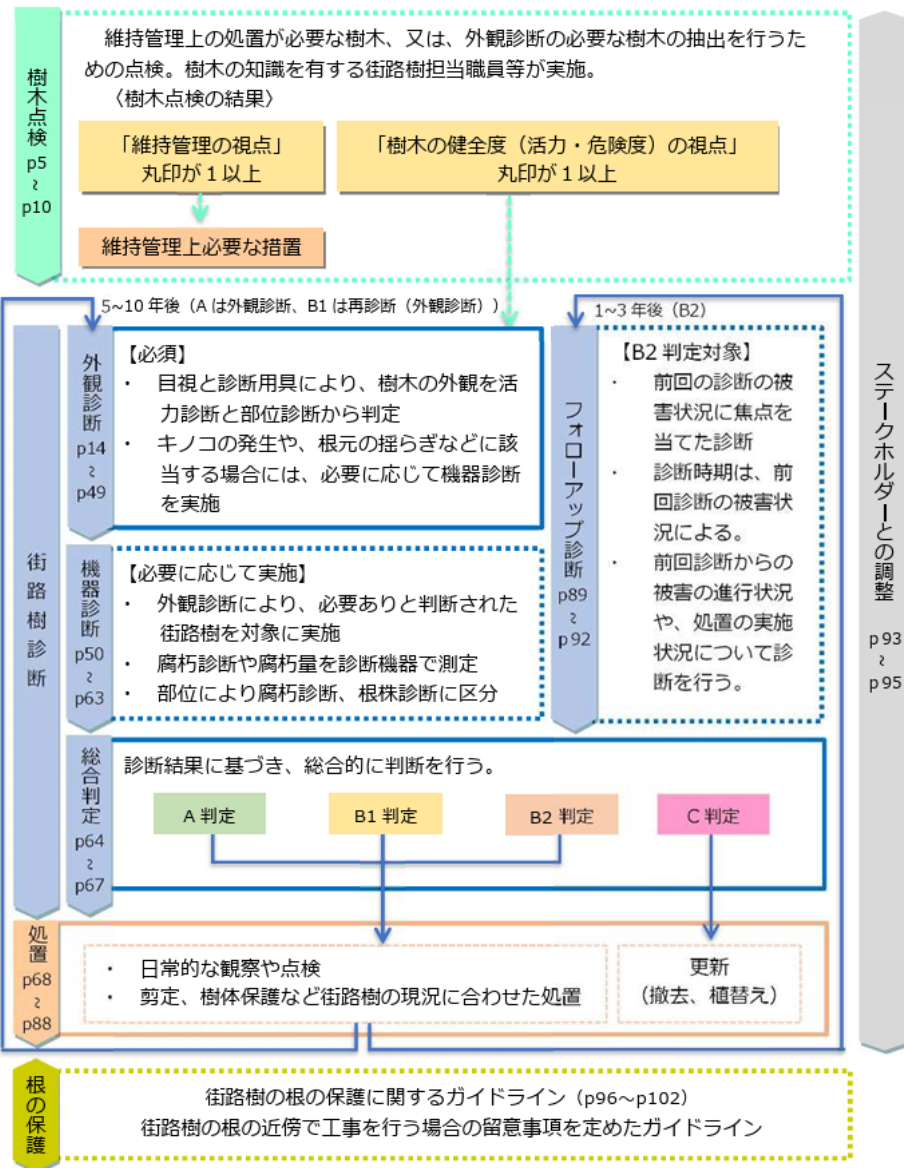 樹木点検
p5
~
p10
維持管理上の処置が必要な樹木、又は、外観診断の必要な樹木の抽出を行うた
めの点検。樹木の知識を有する街路樹担当職員等が実施。
〈樹木点検の結果〉
「維持管理の視点」
丸印が１以上
「樹木の健全度（活力・危険度）の視点」
丸印が１以上
維持管理上必要な措置
5~10 年後（A は外観診断、B1 は再診断（外観診断））
街路樹診断
外観診断
p14
~
p49
【必須】
・ 目視と診断用具により、樹木の外観を活
力診断と部位診断から判定
・ キノコの発生や、根元の揺らぎなどに該
当する場合には、必要に応じて機器診断
を実施
機器診断
p50
~
p63
【必要に応じて実施】
・ 外観診断により、必要ありと判断された
街路樹を対象に実施
・ 腐朽診断や腐朽量を診断機器で測定
・ 部位により腐朽診断、根株診断に区分
1~3 年後（B2）
フォローアップ診断
p89
~
p92
【B2 判定対象】
・ 前回の診断の被
害状況に焦点を
当てた診断
・ 診断時期は、前
回診断の被害状
況による。
・ 前回診断からの
被害の進行状況
や、処置の実施
状況について診
断を行う。
総合判定
p64
~
p67
診断結果に基づき、総合的に判断を行う。
A 判定
B1 判定
B2 判定
C 判定
処置
p68
~
p88
・ 日常的な観察や点検
・ 剪定、樹体保護など街路樹の現況に合わせた処置
更新
（撤去、植替え）
ステークホルダーとの調整
p93
~
p95
根の保護
街路樹の根の保護に関するガイドライン（p96～p102）
街路樹の根の近傍で工事を行う場合の留意事項を定めたガイドライン